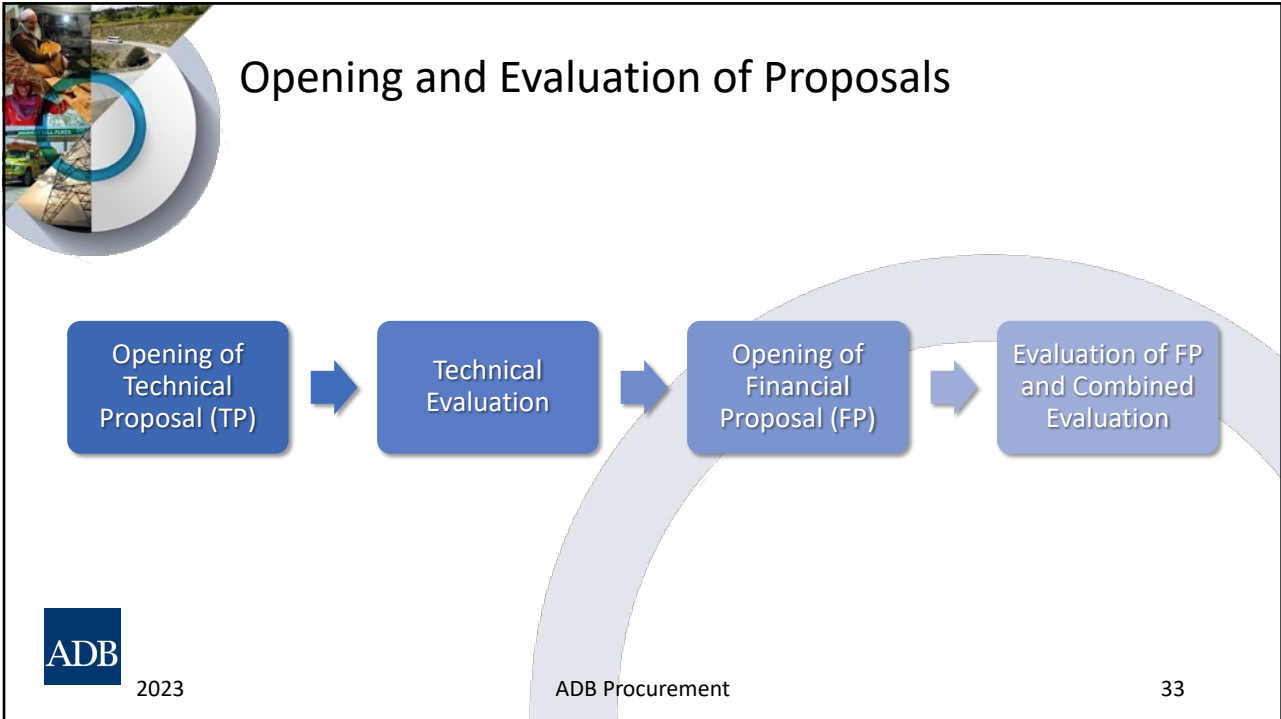 Opening and Evaluation of Proposals
Opening of
Technical
Proposal (TP)
Technical
Evaluation
Opening of
Financial
Proposal (FP)
Evaluation of FP
and Combined
Evaluation
ADB
2023
ADB Procurement
33